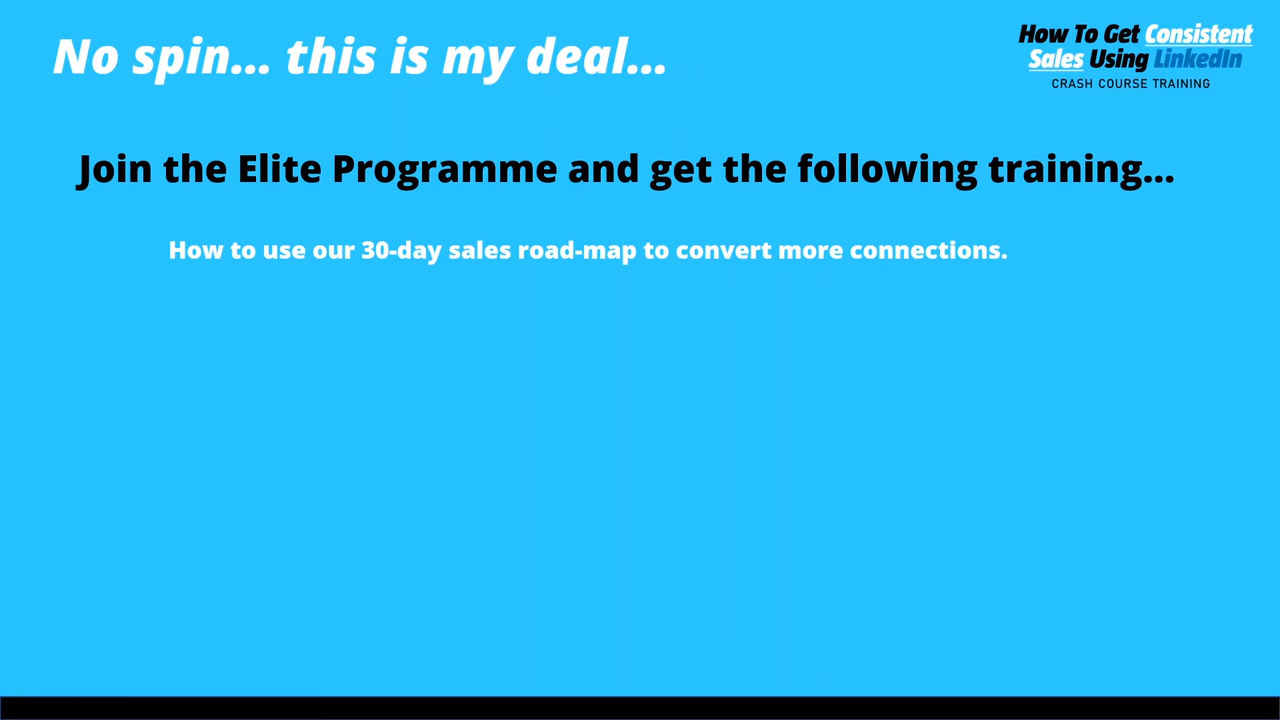 No spin... this is my deal...
How To Get Consistent
Sales Using LinkedIn
CRASH COURSE TRAINING
Join the Elite Programme and get the following training...
How to use our 30-day sales road-map to convert more connections.